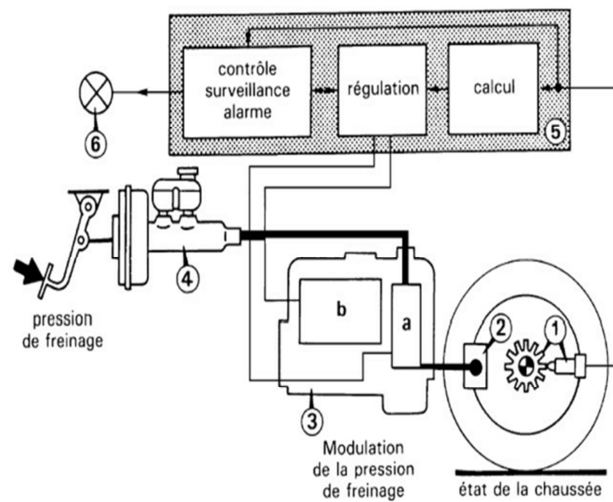 contrôle
surveillance
alarme
régulation
calcul
5
6
4
pression
de freinage
b
a
2
1
3
Modulation
de la pression
de freinage
état de la chaussée